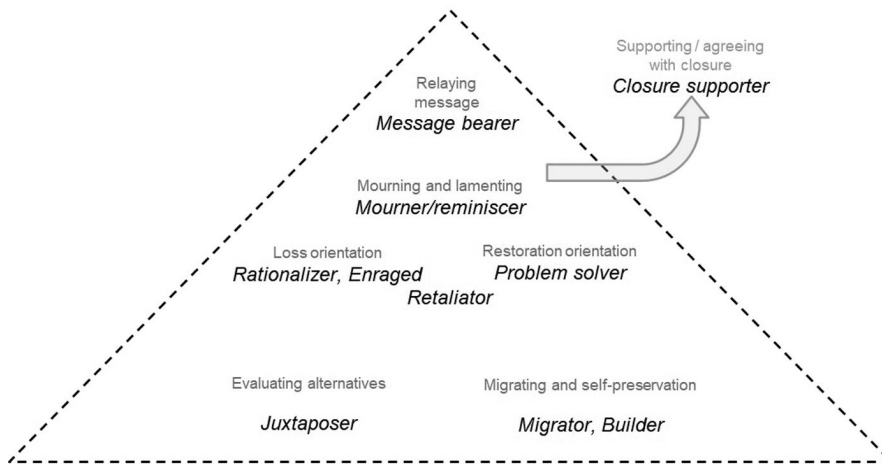 Supporting / agreeing
with closure
Closure supporter
Relaying
message
Message bearer
Mourning and lamenting
Mourner/reminiscer
Loss orientation
Rationalizer, Enraged
Restoration orientation
Problem solver
Retaliator
Evaluating alternatives
Juxtaposer
Migrating and self-preservation
Migrator, Builder